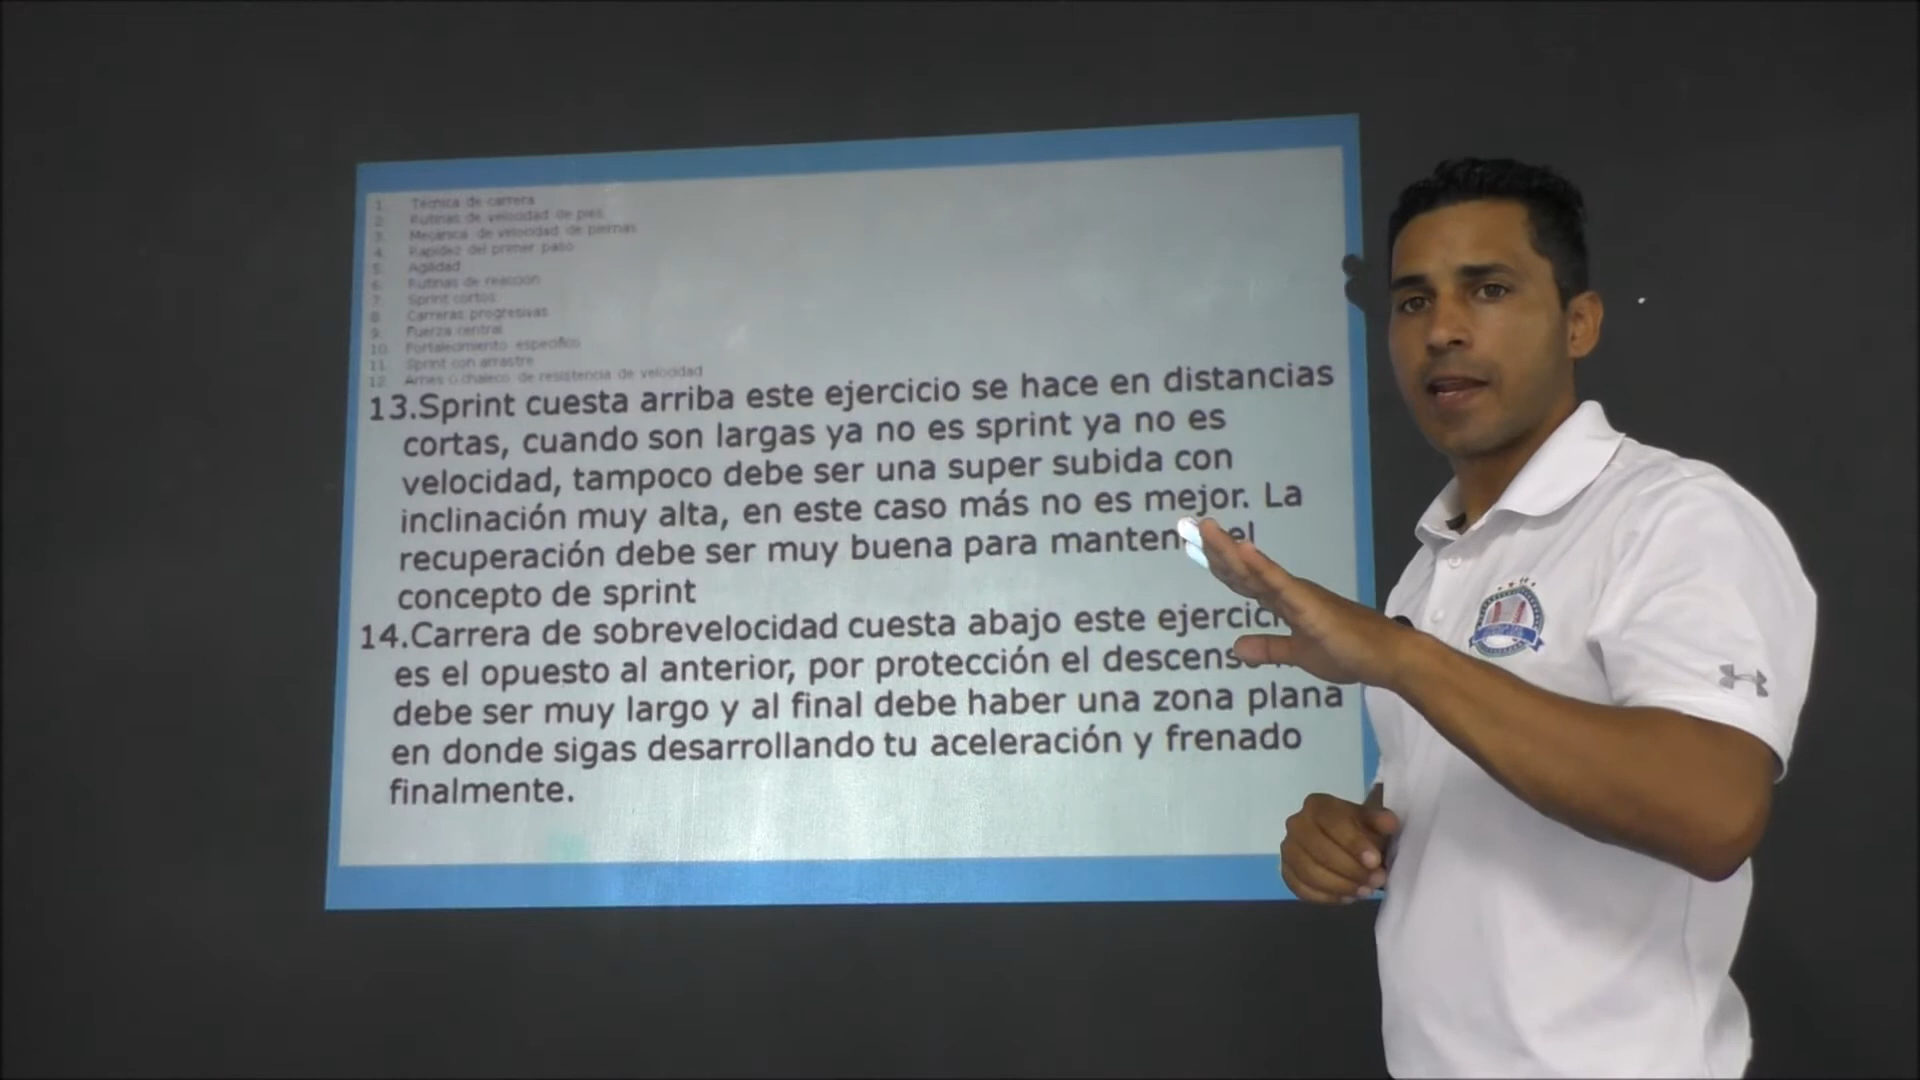 1. Técnica de carrera
2. Rutinas de velocidad de pies
3. Mecánica de velocidad de piernas
4. Rapidez del primer paso
5. Agilidad
6. Rutinas de reacción
7. Sprint cortos
8. Carreras progresivas
9. Fuerza central
10. Fortalecimiento especifico
11. Sprint con arrastre
12. Arnes o chaleco de resistencia de velocidad
13.Sprint cuesta arriba este ejercicio se hace en distancias
cortas, cuando son largas ya no es sprint ya no es
velocidad, tampoco debe ser una super subida con
inclinación muy alta, en este caso más no es mejor. La
recuperación debe ser muy buena para manten el
concepto de sprint
14.Carrera de sobrevelocidad cuesta abajo este ejercici
es el opuesto al anterior, por protección el descens
debe ser muy largo y al final debe haber una zona plana
en donde sigas desarrollando tu aceleración y frenado
finalmente.